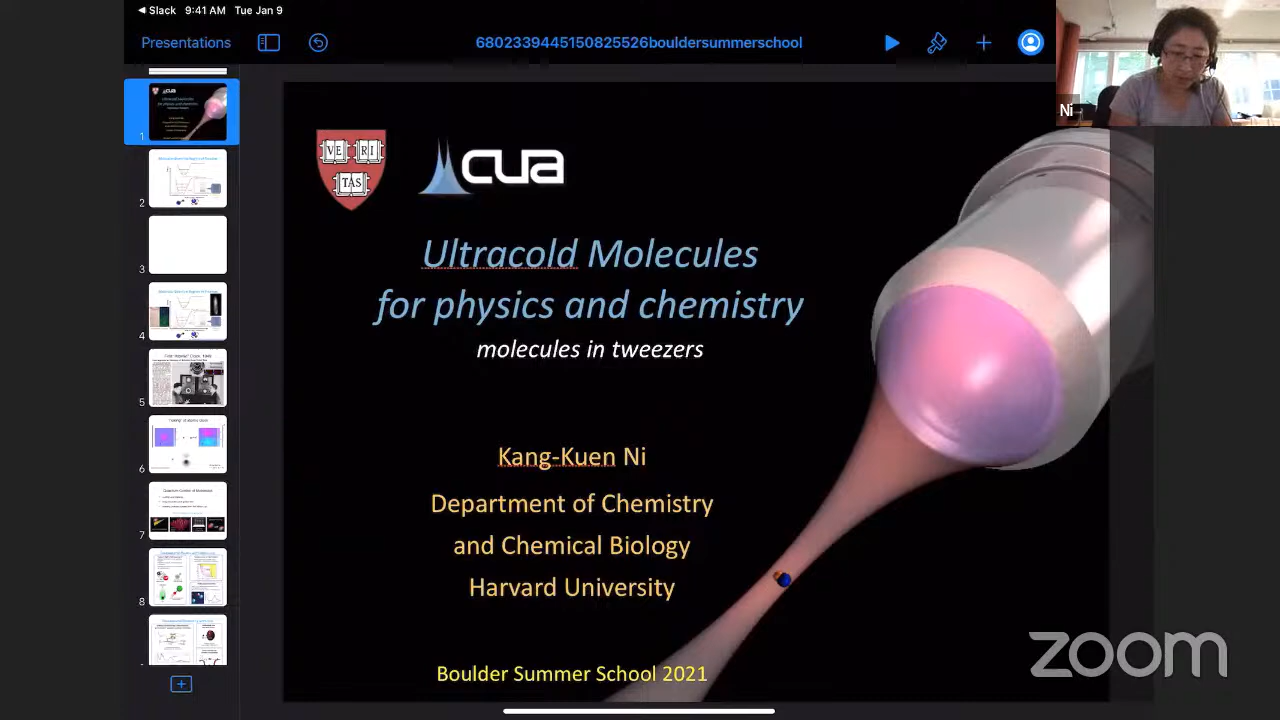 Slack 9:41 AM Tue Jan 9
Presentations
6802339445150825526bouldersummerschool
Ni
1
2
3
4
5
6
7
8
VE RI
TAS
CUA
Ultracold Molecules
for physics and chemistry
molecules in tweezers
Kang-Kuen Ni
Department of Chemistry
and Chemical Biology
Harvard University
Boulder Summer School 2021
zoom